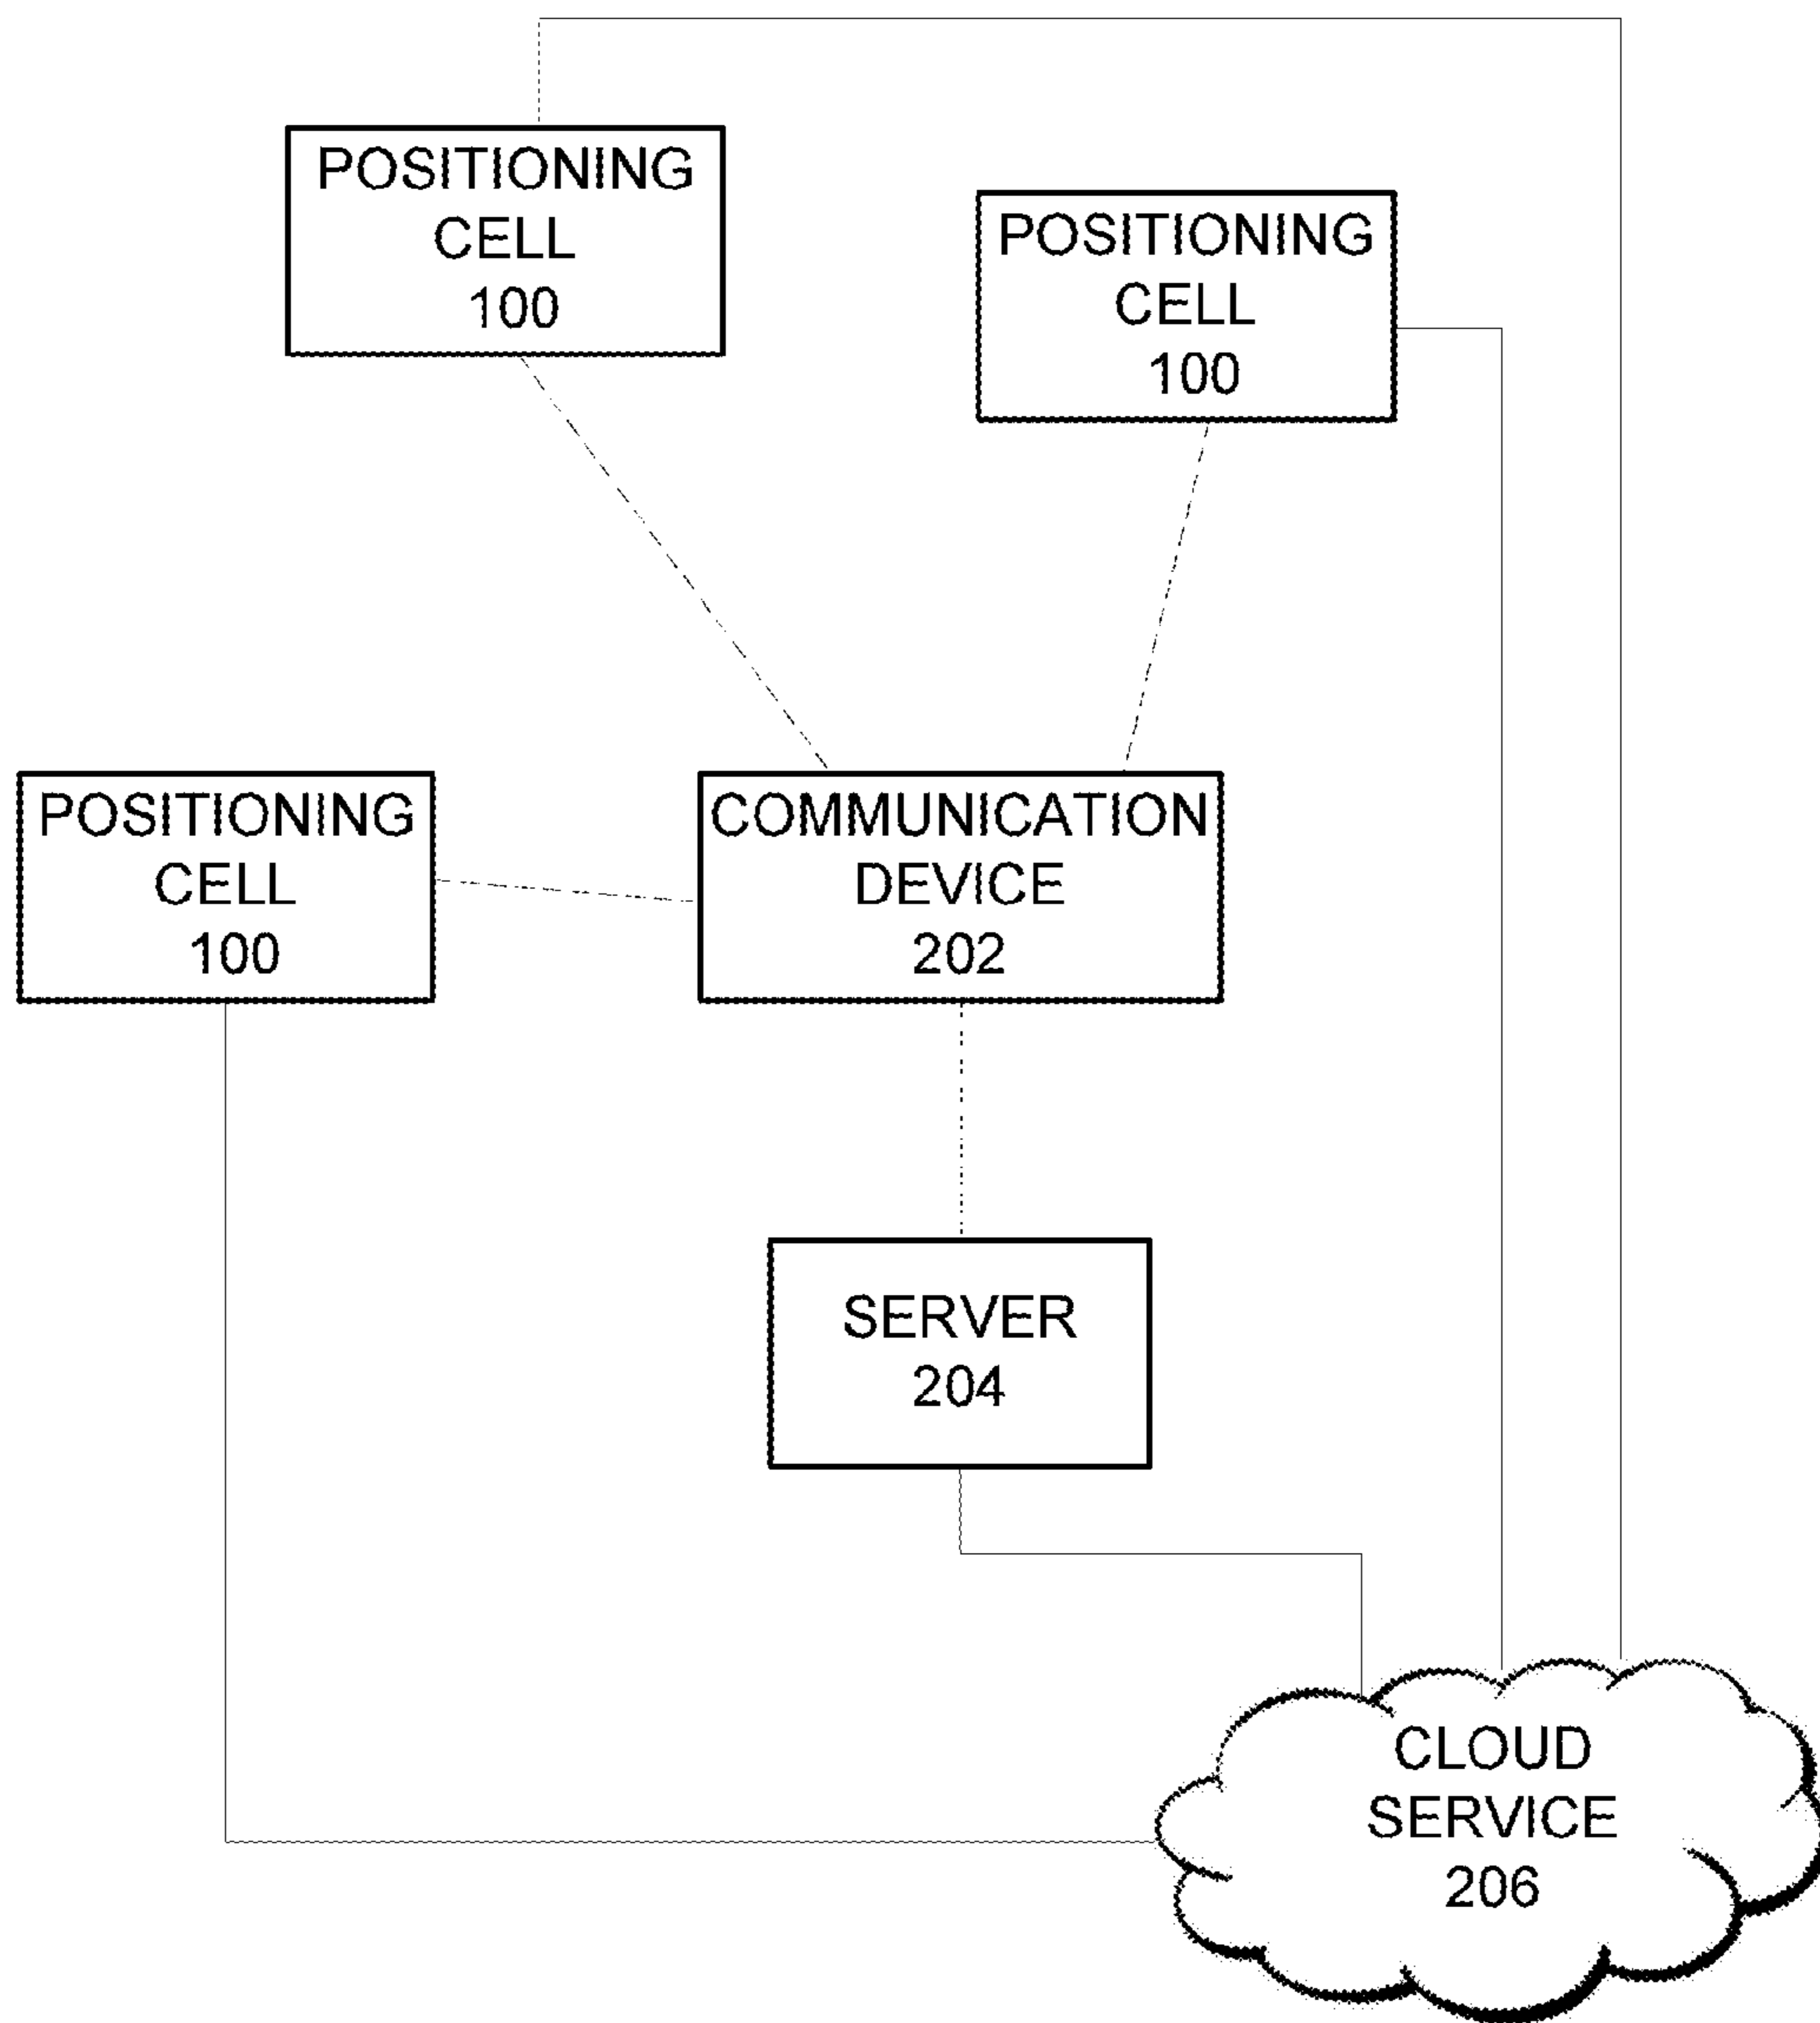 POSITIONING
CELL
100
POSITIONING
CELL
100
POSITIONING
CELL
100
COMMUNICATION
DEVICE
202
SERVER
204
CLOUD
SERVICE
206